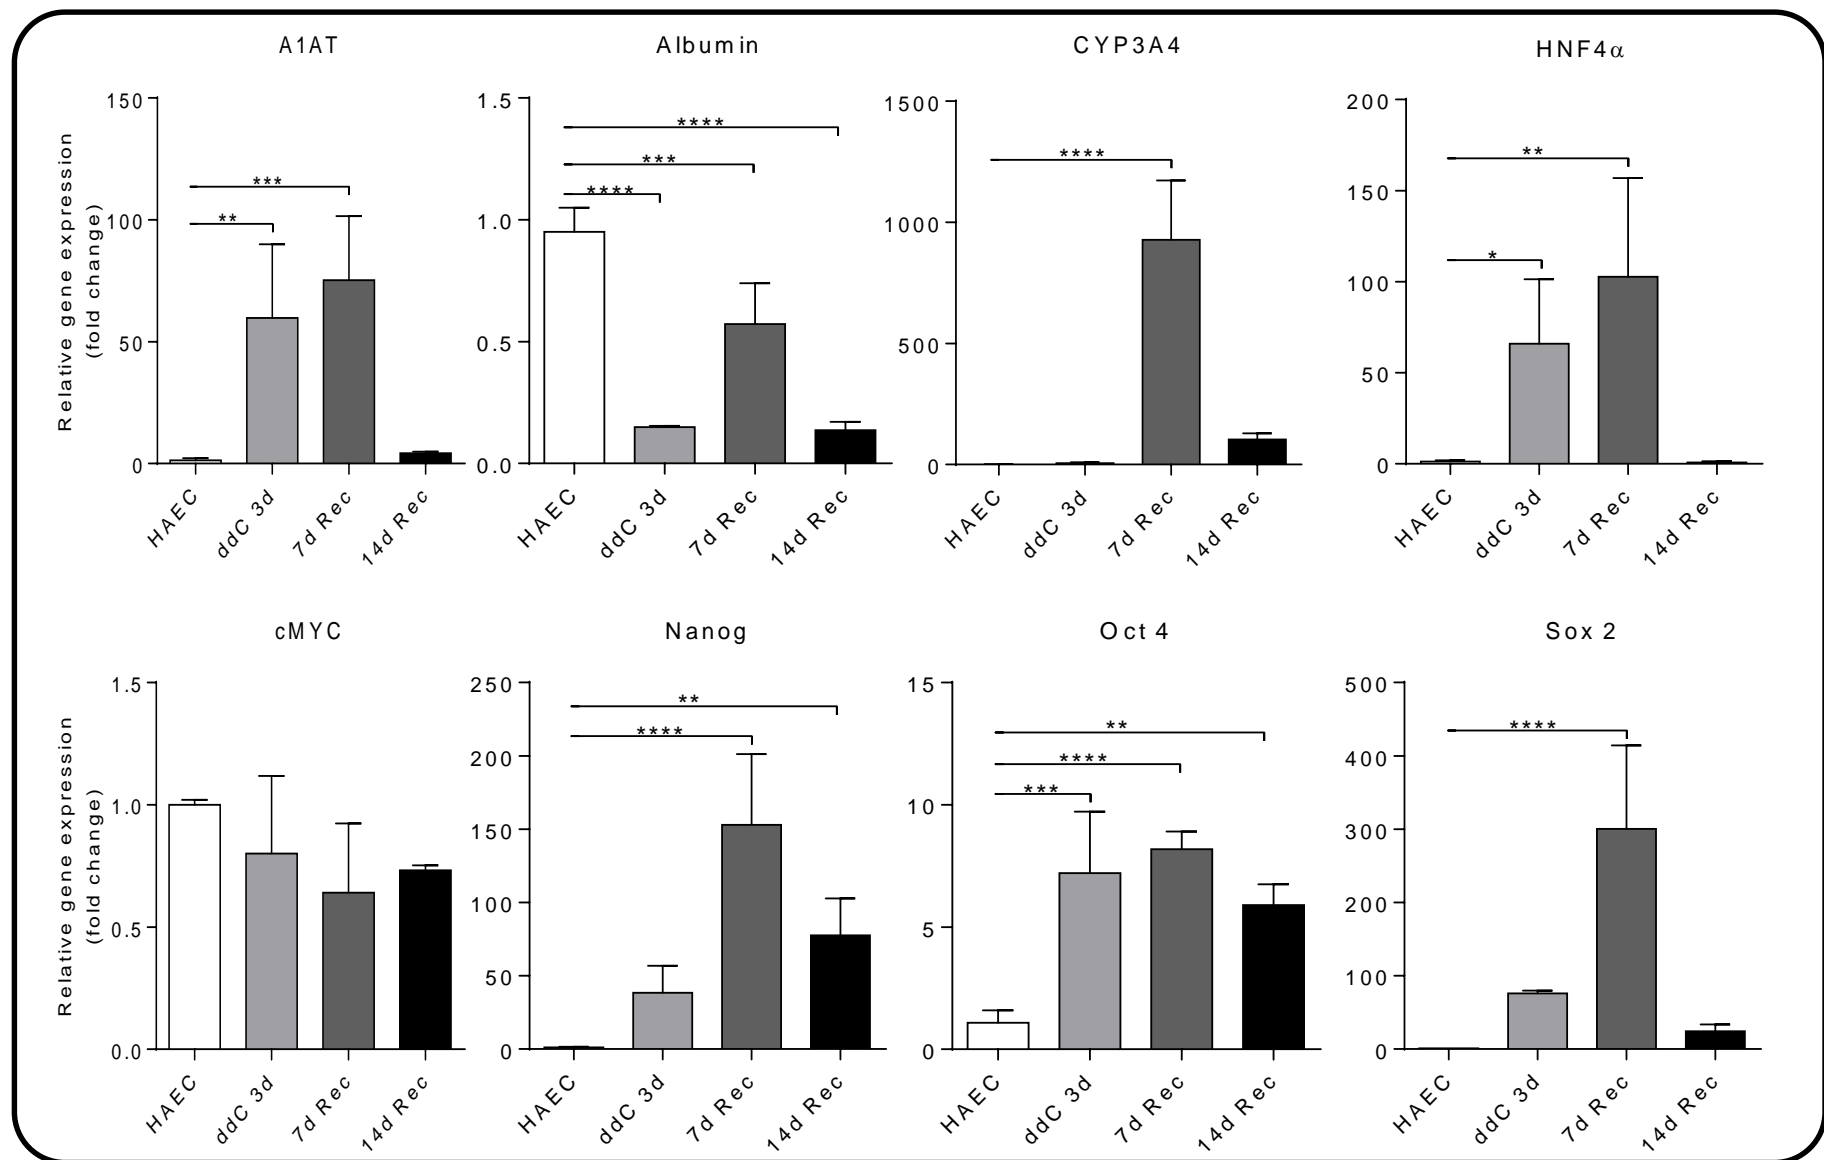 A1AT
Relative gene expression
(fold change)
150
100
50
0
***
**
HAEC
ddC 3d
7d Rec
14d Rec
Albumin
1.5
1.0
0.5
0.0
****
***
****
HAEC
ddC 3d
7d Rec
14d Rec
CYP3A4
1500
1000
500
0
****
HAEC
ddC 3d
7d Rec
14d Rec
HNF4α
200
150
100
50
0
**
*
HAEC
ddC 3d
7d Rec
14d Rec
cMYC
Relative gene expression
(fold change)
1.5
1.0
0.5
0.0
HAEC
ddC 3d
7d Rec
14d Rec
Nanog
250
200
150
100
50
0
**
****
HAEC
ddC 3d
7d Rec
14d Rec
Oct 4
15
10
5
0
**
****
***
HAEC
ddC 3d
7d Rec
14d Rec
Sox 2
500
400
300
200
100
0
****
HAEC
ddC 3d
7d Rec
14d Rec